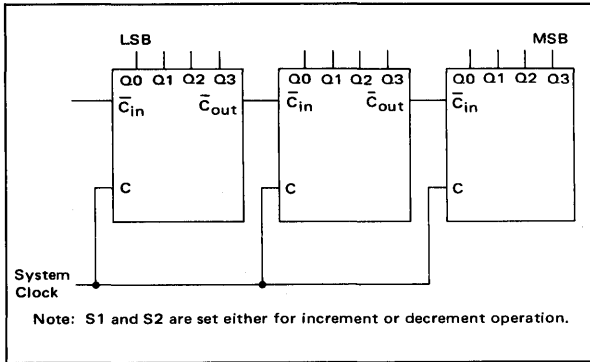 LSB MSB
Q0 Q1 Q2 Q3 Q0 Q1 Q2 Q3 Q0 Q1 Q2 Q3
C̅in C̅out C̅in C̅out C̅in
C C C
System
Clock
Note: S1 and S2 are set either for increment or decrement operation.